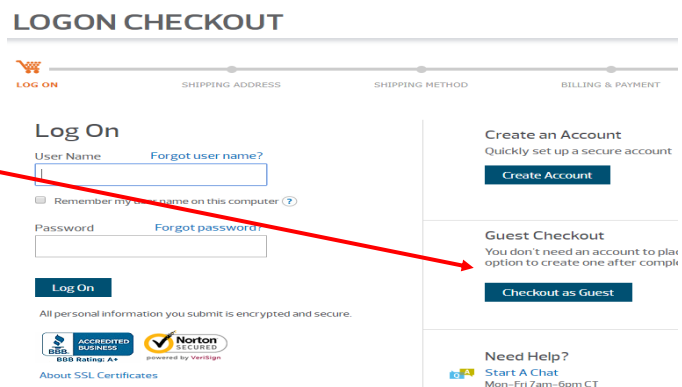 LOGON CHECKOUT
LOG ON
SHIPPING ADDRESS
SHIPPING METHOD
BILLING & PAYMENT
Log On
User Name
Forgot user name?
Remember my user name on this computer ?
Password
Forgot password?
Log On
All personal information you submit is encrypted and secure.
BBB.
ACCREDITED
BUSINESS
BBB Rating: A+
Norton
SECURED
powered by VeriSign
About SSL Certificates
Create an Account
Quickly set up a secure account
Create Account
Guest Checkout
You don't need an account to plac
option to create one after comple
Checkout as Guest
Need Help?
Q A
Start A Chat
Mon-Fri 7am-6pm CT